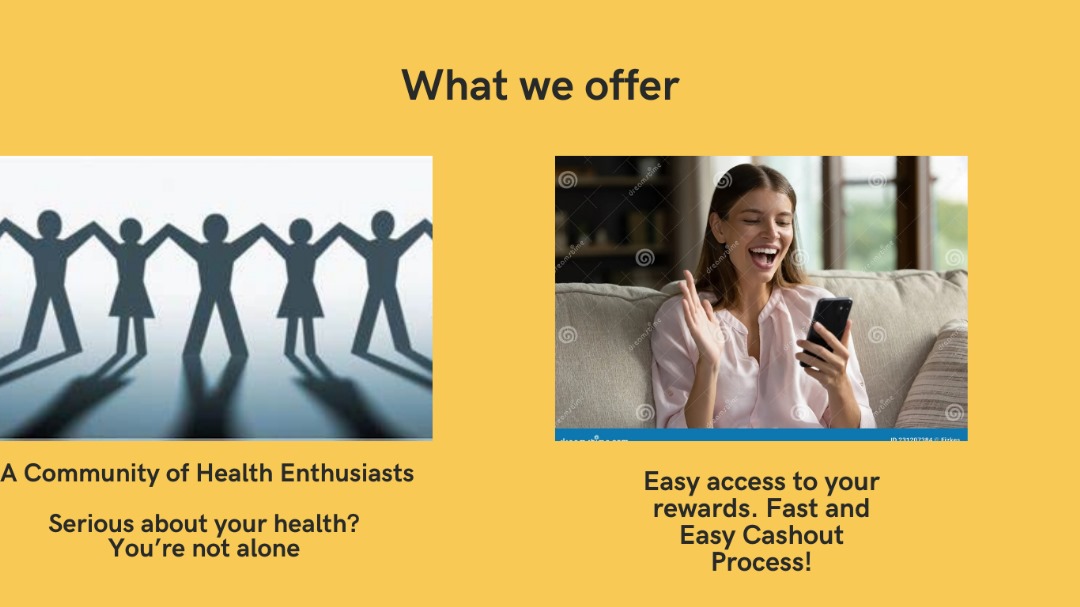 What we offer
A Community of Health Enthusiasts
Serious about your health?
You’re not alone
Easy access to your
rewards. Fast and
Easy Cashout
Process!